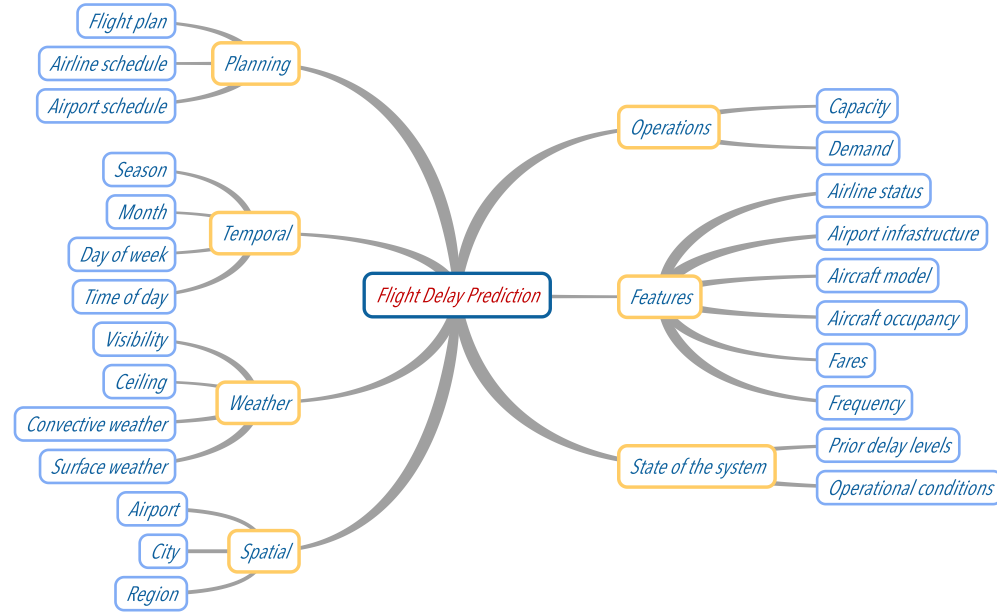 Flight plan
Airline schedule
Airport schedule
Planning
Season
Month
Day of week
Time of day
Temporal
Visibility
Ceiling
Convective weather
Surface weather
Weather
Airport
City
Region
Spatial
Flight Delay Prediction
Operations
Capacity
Demand
Features
Airline status
Airport infrastructure
Aircraft model
Aircraft occupancy
Fares
Frequency
State of the system
Prior delay levels
Operational conditions